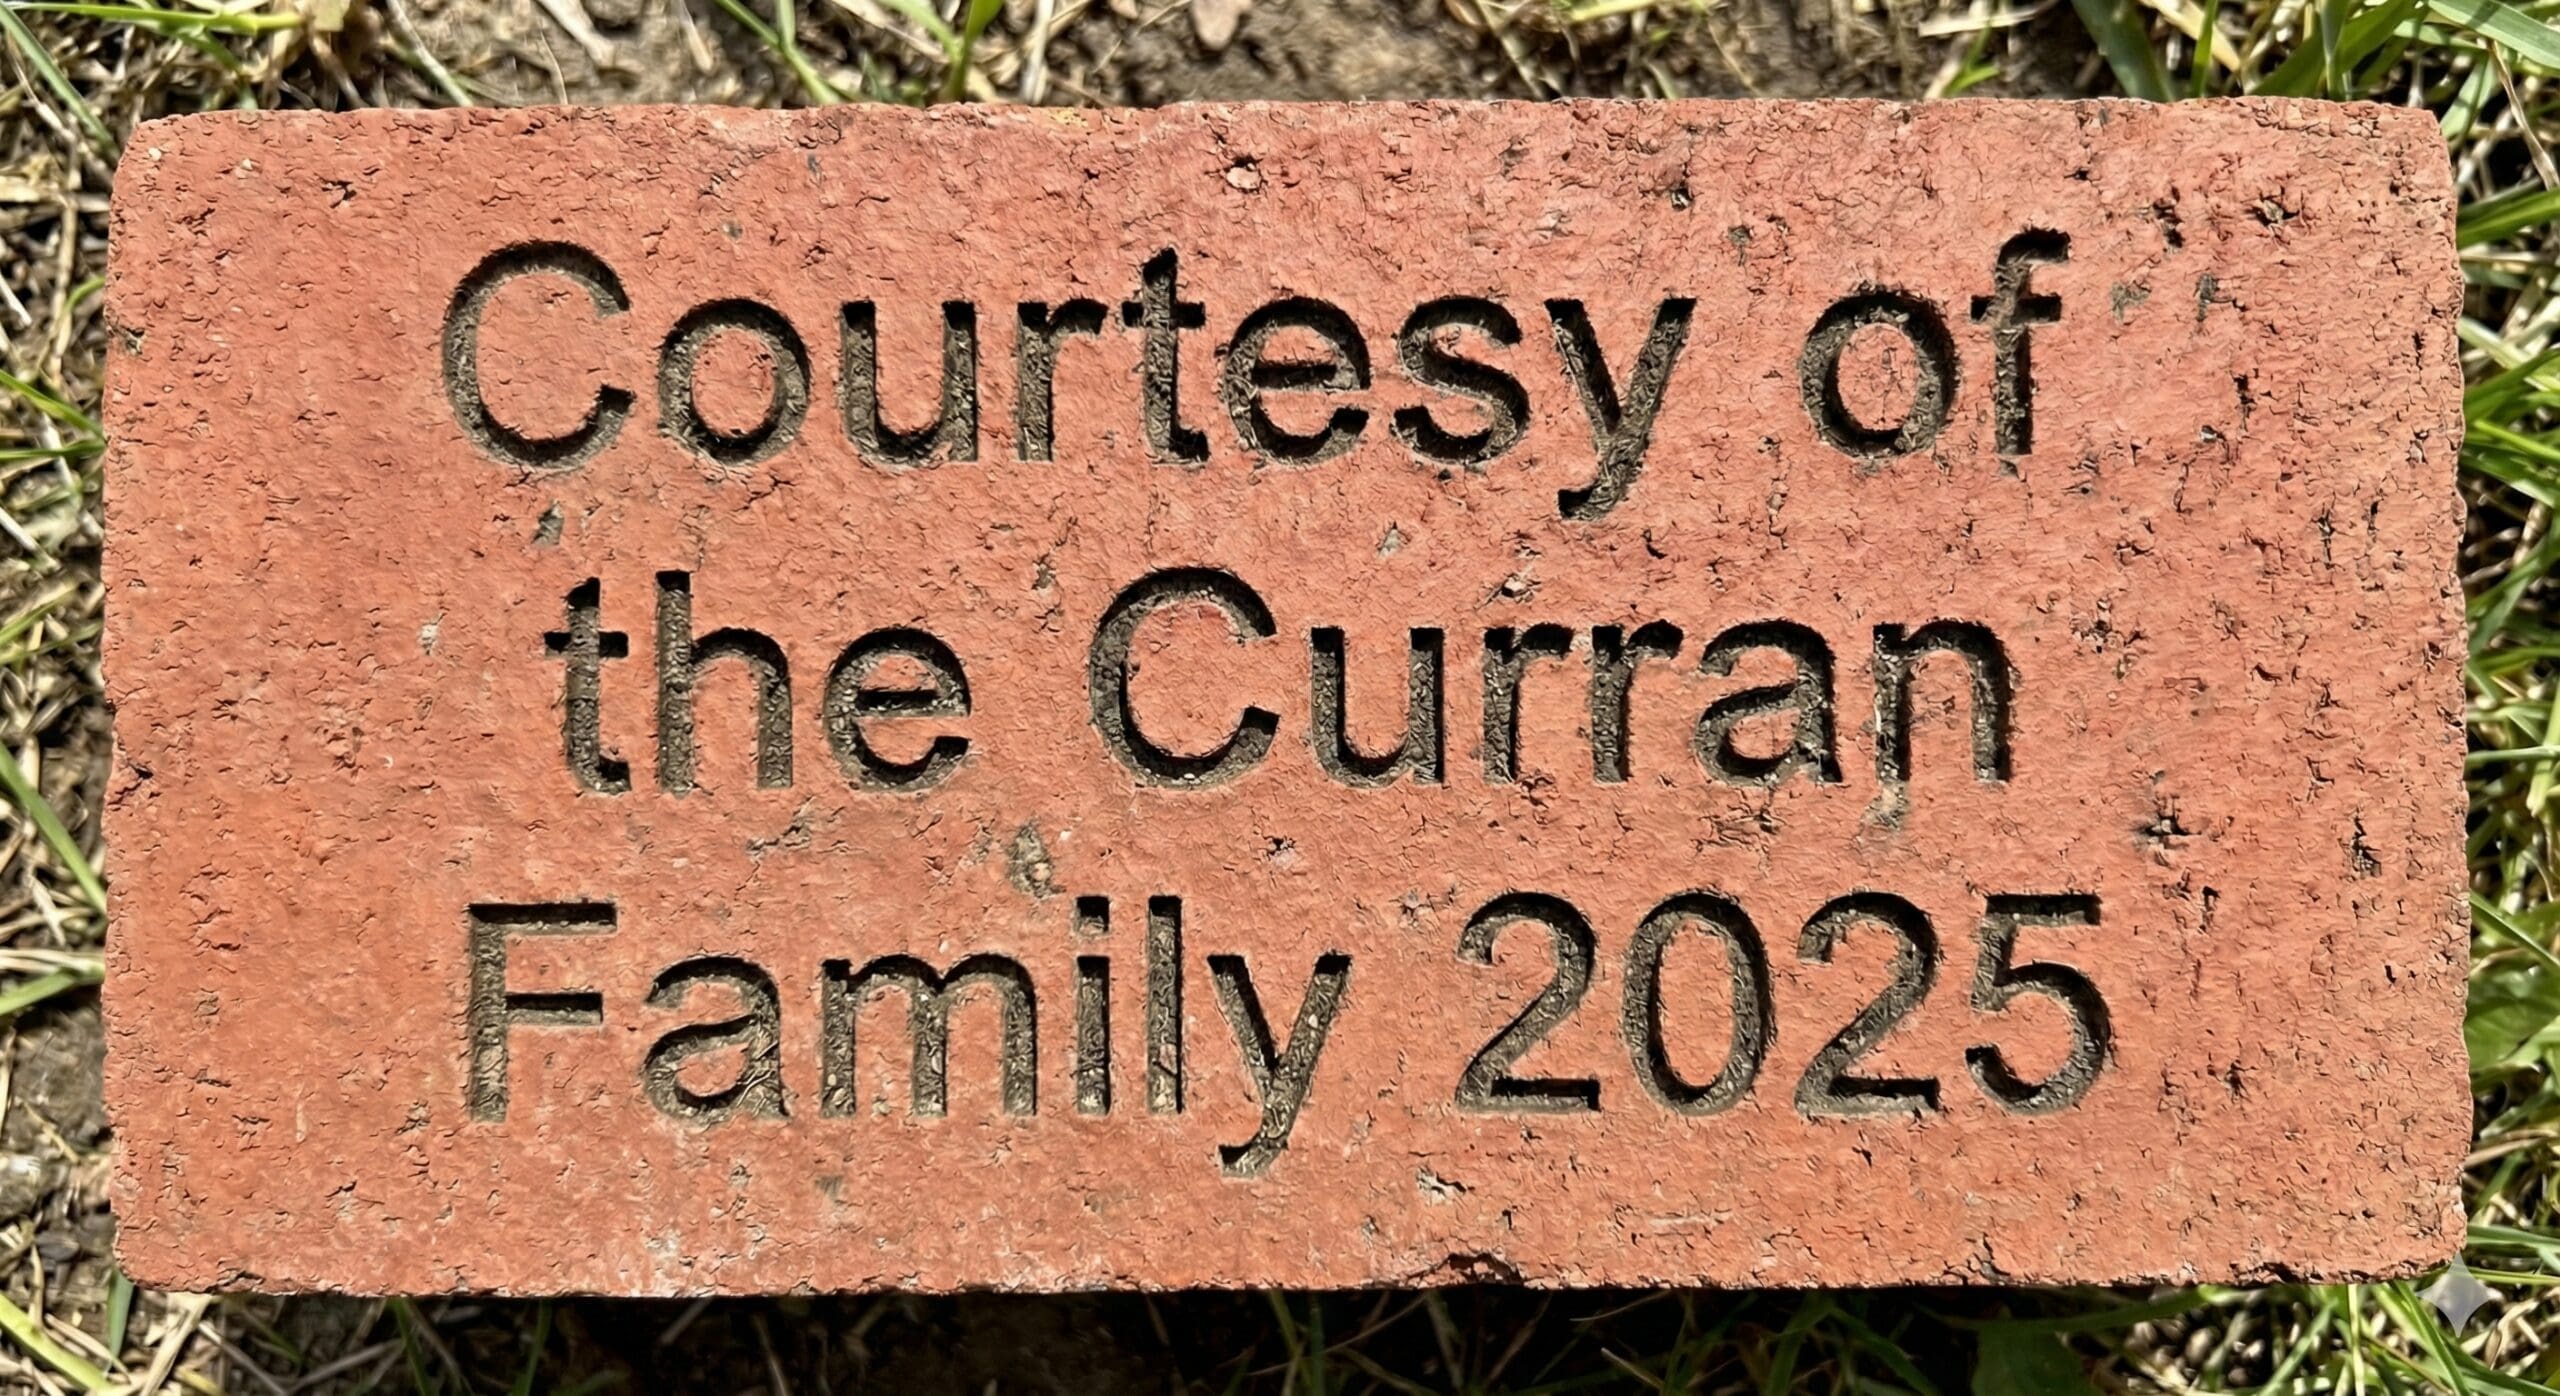 Courtesy of
the Curran
Family 2025